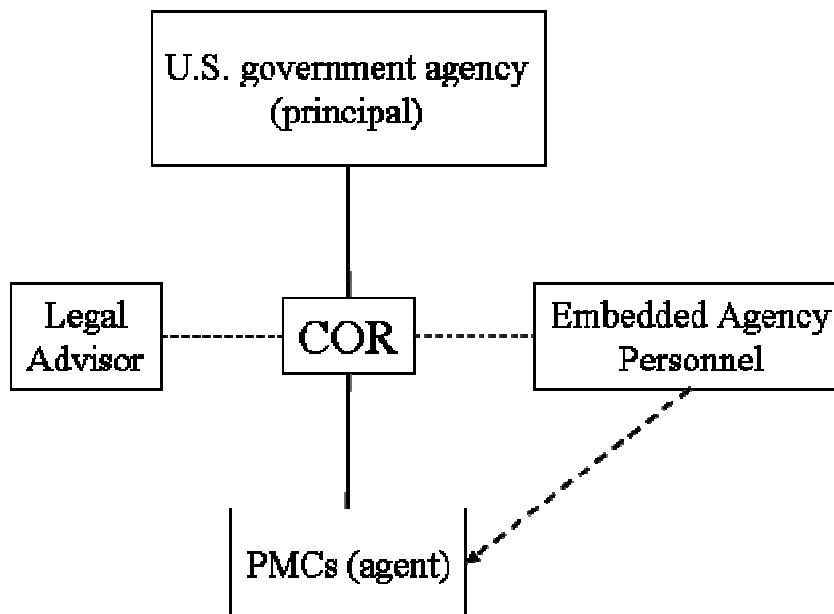 U.S. government agency
(principal)
Legal
Advisor
COR
Embedded Agency
Personnel
PMCs (agent)